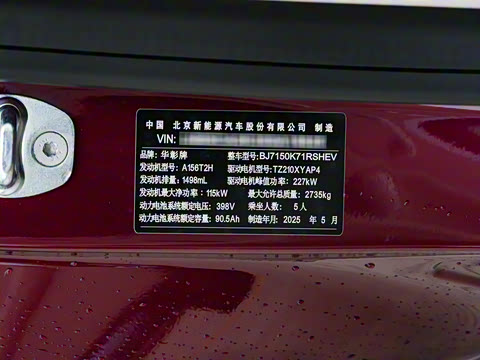 中国 北京新能源汽车股份有限公司 制造
VIN:
品牌：华彰牌 整车型号：BJ7150K71RSHEV
发动机型号：A156T2H 驱动电机型号：TZ210XYAP4
发动机排量：1498mL 驱动电机峰值功率：227kW
发动机最大净功率：115kW 最大允许总质量：2735kg
动力电池系统额定电压：398V 乘坐人数：5人
动力电池系统额定容量：90.5Ah 制造年月：2025 年 5 月